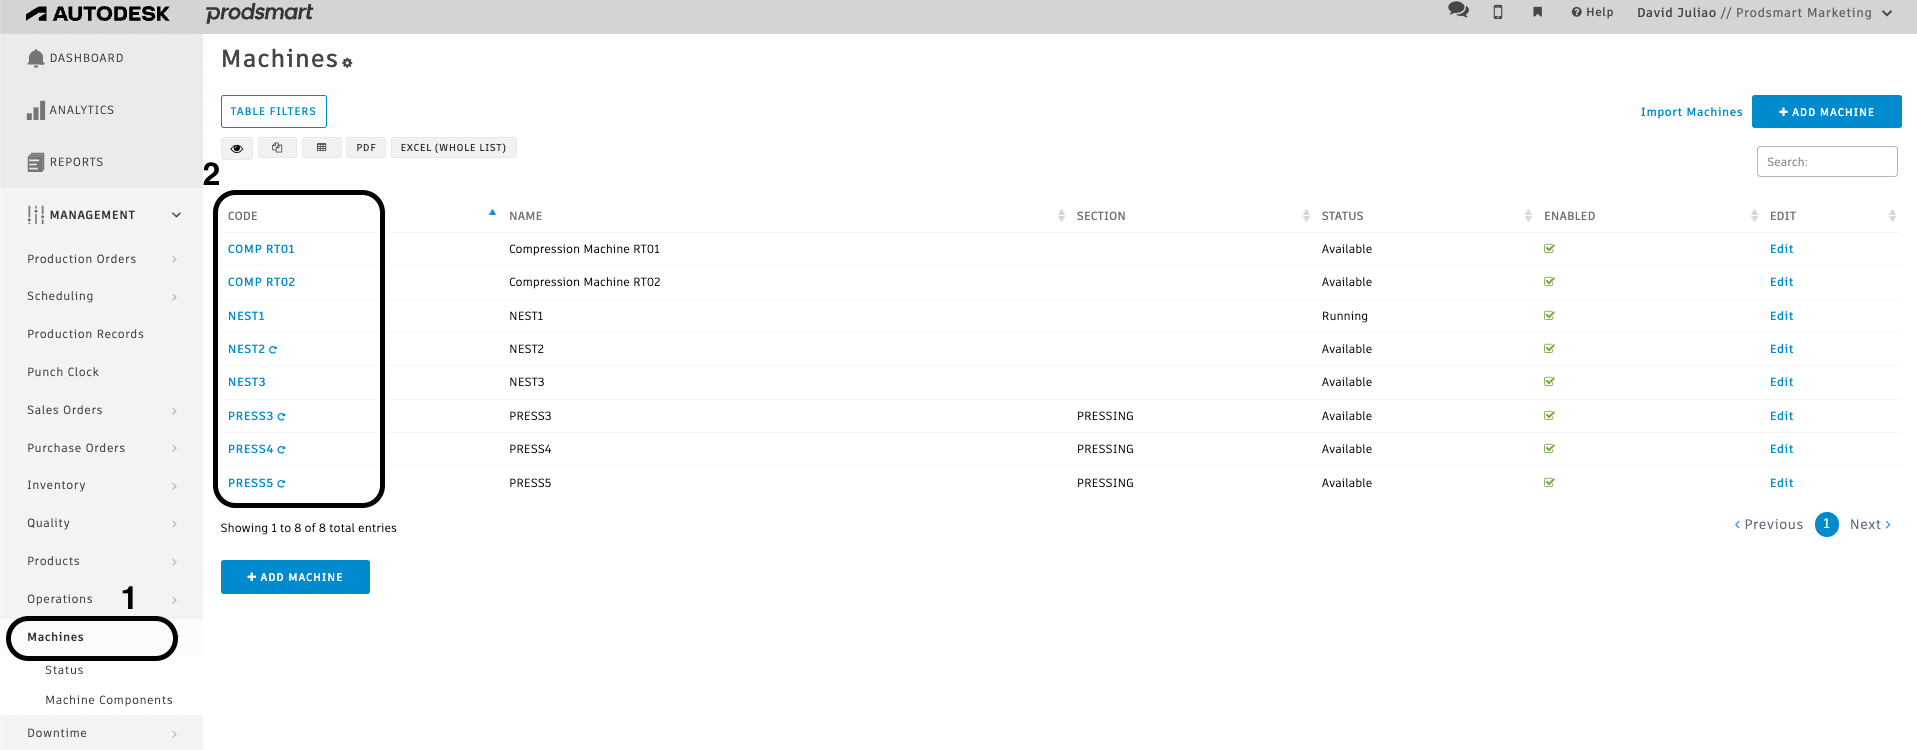 AUTODESK prodsmart Help David Juliao // Prodsmart Marketing
DASHBOARD
ANALYTICS
REPORTS
MANAGEMENT
Production Orders
Scheduling
Production Records
Punch Clock
Sales Orders
Purchase Orders
Inventory
Quality
Products
Operations
1
Machines
Status
Machine Components
Downtime
Machines
TABLE FILTERS Import Machines + ADD MACHINE
PDF EXCEL (WHOLE LIST)
Search:
2
CODE NAME SECTION STATUS ENABLED EDIT
COMP RT01 Compression Machine RT01 Available Edit
COMP RT02 Compression Machine RT02 Available Edit
NEST1 NEST1 Running Edit
NEST2 NEST2 Available Edit
NEST3 NEST3 Available Edit
PRESS3 PRESS3 PRESSING Available Edit
PRESS4 PRESS4 PRESSING Available Edit
PRESS5 PRESS5 PRESSING Available Edit
Showing 1 to 8 of 8 total entries ‹ Previous 1 Next ›
+ ADD MACHINE